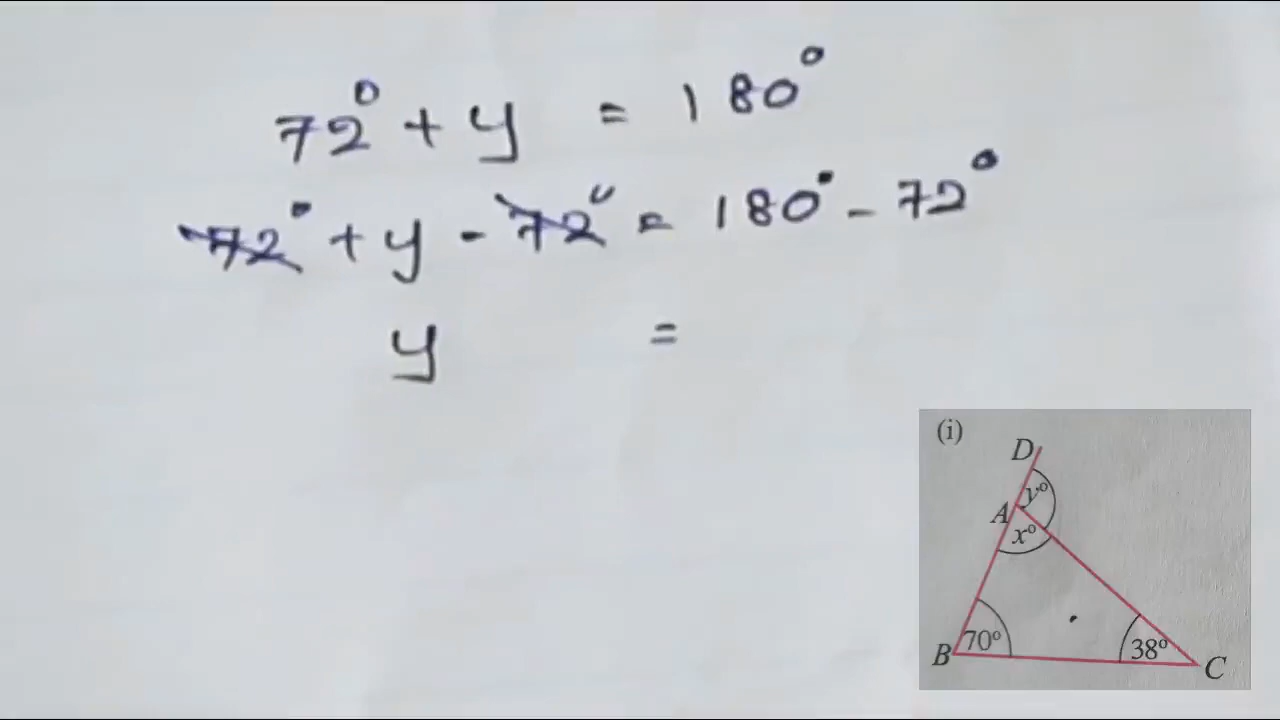 72° + y = 180°
72° + y - 72° = 180° - 72°
y =
(i)
D
y°
A
x°
B 70° 38° C